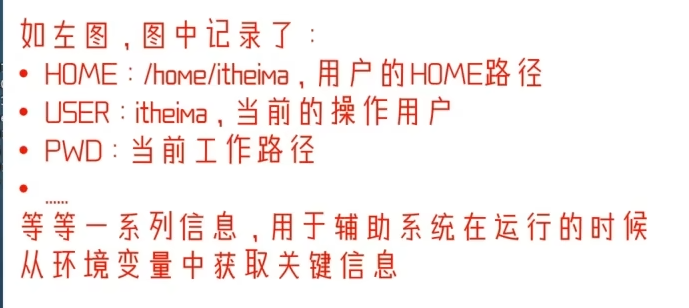 如左图，图中记录了：
• HOME：/home/itheima，用户的HOME路径
• USER：itheima，当前的操作用户
• PWD：当前工作路径
• ......
等等一系列信息，用于辅助系统在运行的时候
从环境变量中获取关键信息